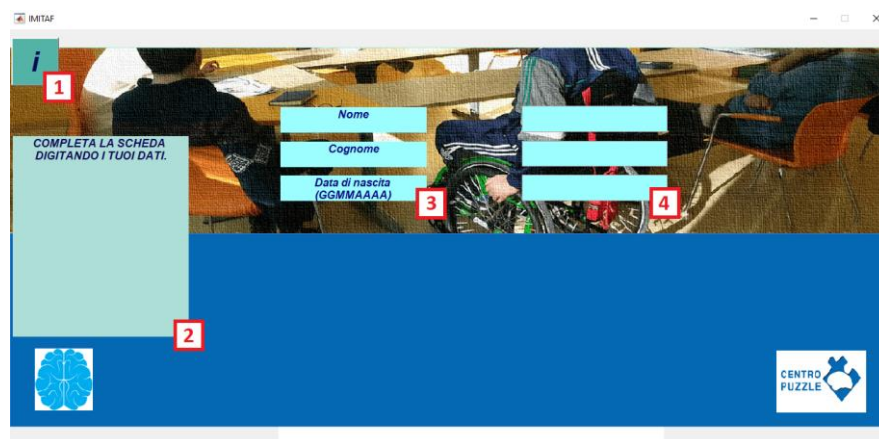 IMITAF
i
1
COMPLETA LA SCHEDA
DIGITANDO I TUOI DATI.
2
Nome
Cognome
Data di nascita
(GGMMAAAA)
3
4
CENTRO
PUZZLE